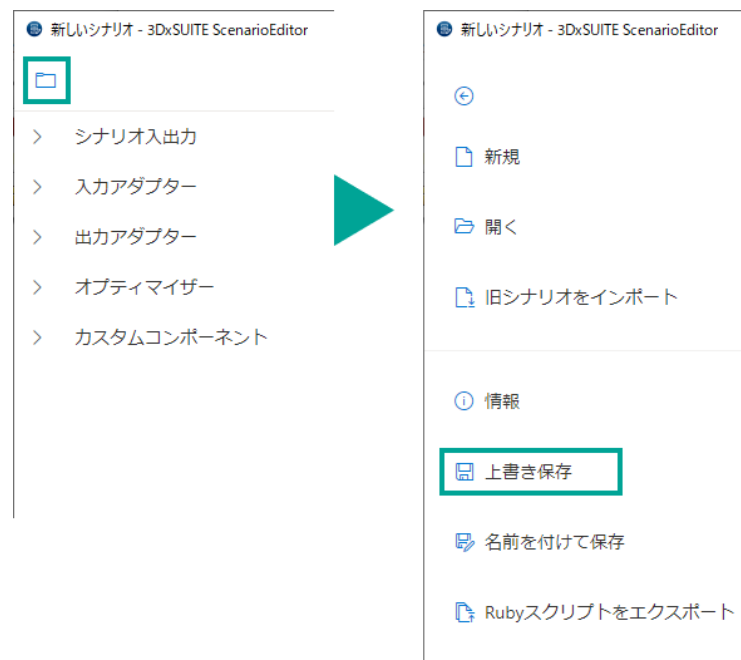 新しいシナリオ - 3DxSUITE ScenarioEditor
シナリオ入出力
入力アダプター
出力アダプター
オプティマイザー
カスタムコンポーネント
新しいシナリオ - 3DxSUITE ScenarioEditor
新規
開く
旧シナリオをインポート
情報
上書き保存
名前を付けて保存
Rubyスクリプトをエクスポート